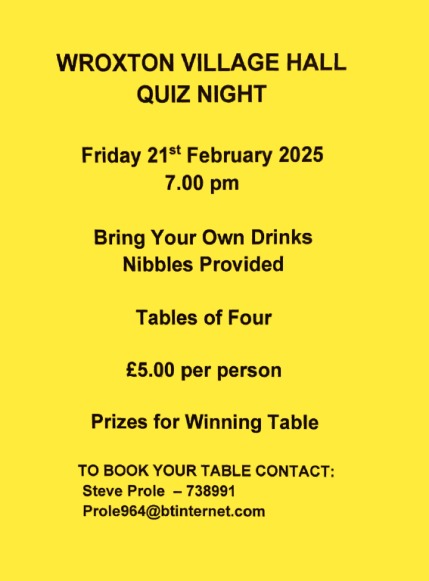 WROXTON VILLAGE HALL
QUIZ NIGHT
Friday 21st February 2025
7.00 pm
Bring Your Own Drinks
Nibbles Provided
Tables of Four
£5.00 per person
Prizes for Winning Table
TO BOOK YOUR TABLE CONTACT:
Steve Prole – 738991
Prole964@btinternet.com